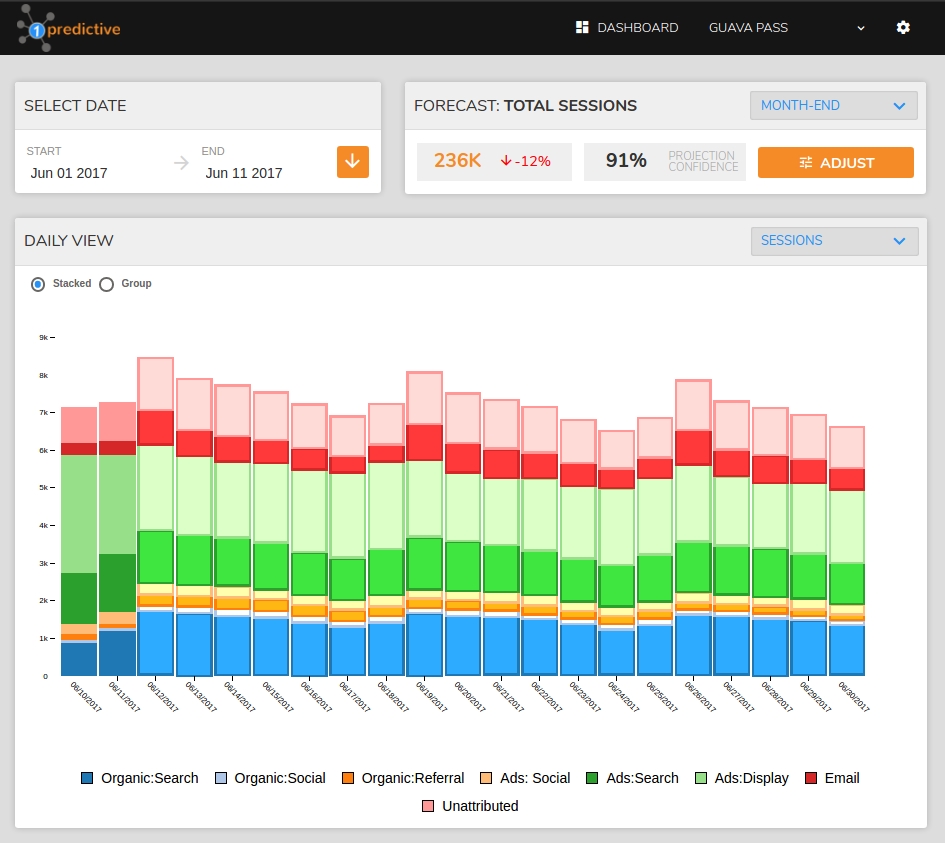 1 predictive
DASHBOARD
GUAVA PASS
SELECT DATE
START
END
Jun 01 2017
Jun 11 2017
FORECAST: TOTAL SESSIONS
MONTH-END
236K
-12%
91%
PROJECTION
CONFIDENCE
ADJUST
DAILY VIEW
SESSIONS
Stacked
Group
9k
8k
7k
6k
5k
4k
3k
2k
1k
0
06/10/2017
06/11/2017
06/12/2017
06/13/2017
06/14/2017
06/15/2017
06/16/2017
06/17/2017
06/18/2017
06/19/2017
06/20/2017
06/21/2017
06/22/2017
06/23/2017
06/24/2017
06/25/2017
06/26/2017
06/27/2017
06/28/2017
06/29/2017
06/30/2017
Organic:Search
Organic:Social
Organic:Referral
Ads: Social
Ads:Search
Ads:Display
Email
Unattributed